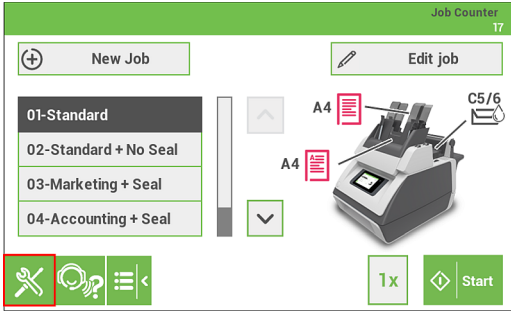 Job Counter
17
New Job
Edit job
01-Standard
02-Standard + No Seal
03-Marketing + Seal
04-Accounting + Seal
A4
C5/6
A4
1x
Start